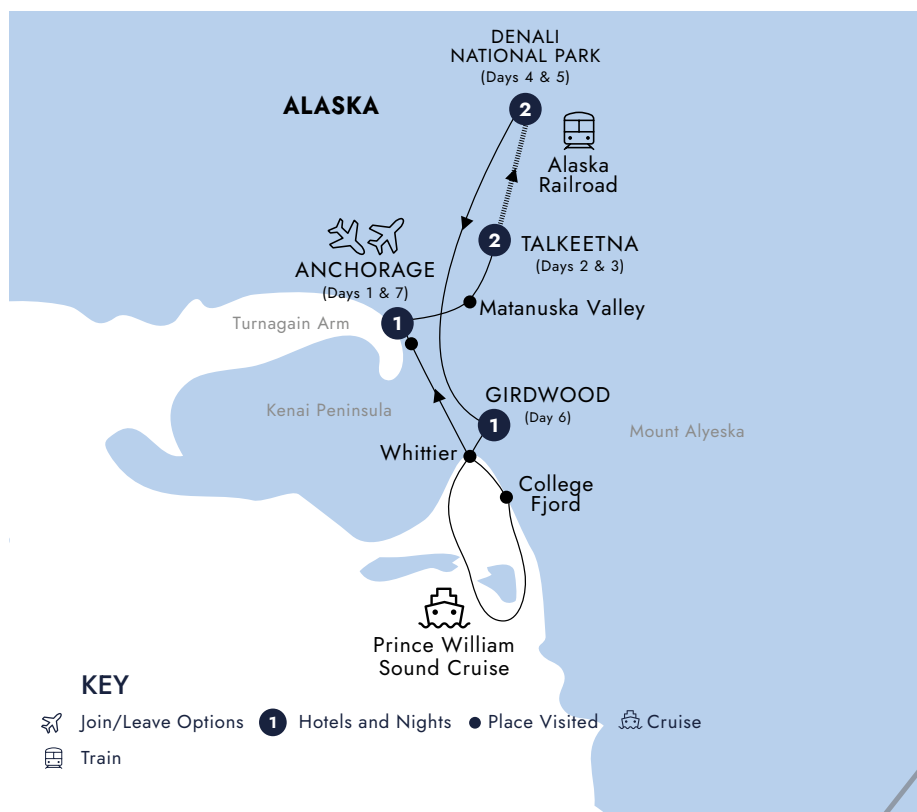 DENALI
NATIONAL PARK
(Days 4 & 5)
ALASKA
2
Alaska
Railroad
2
TALKEETNA
(Days 2 & 3)
ANCHORAGE
(Days 1 & 7)
Matanuska Valley
Turnagain Arm
1
Kenai Peninsula
GIRDWOOD
(Day 6)
1
Mount Alyeska
Whittier
College
Fjord
Prince William
Sound Cruise
KEY
Join/Leave Options
1
Hotels and Nights
Place Visited
Cruise
Train